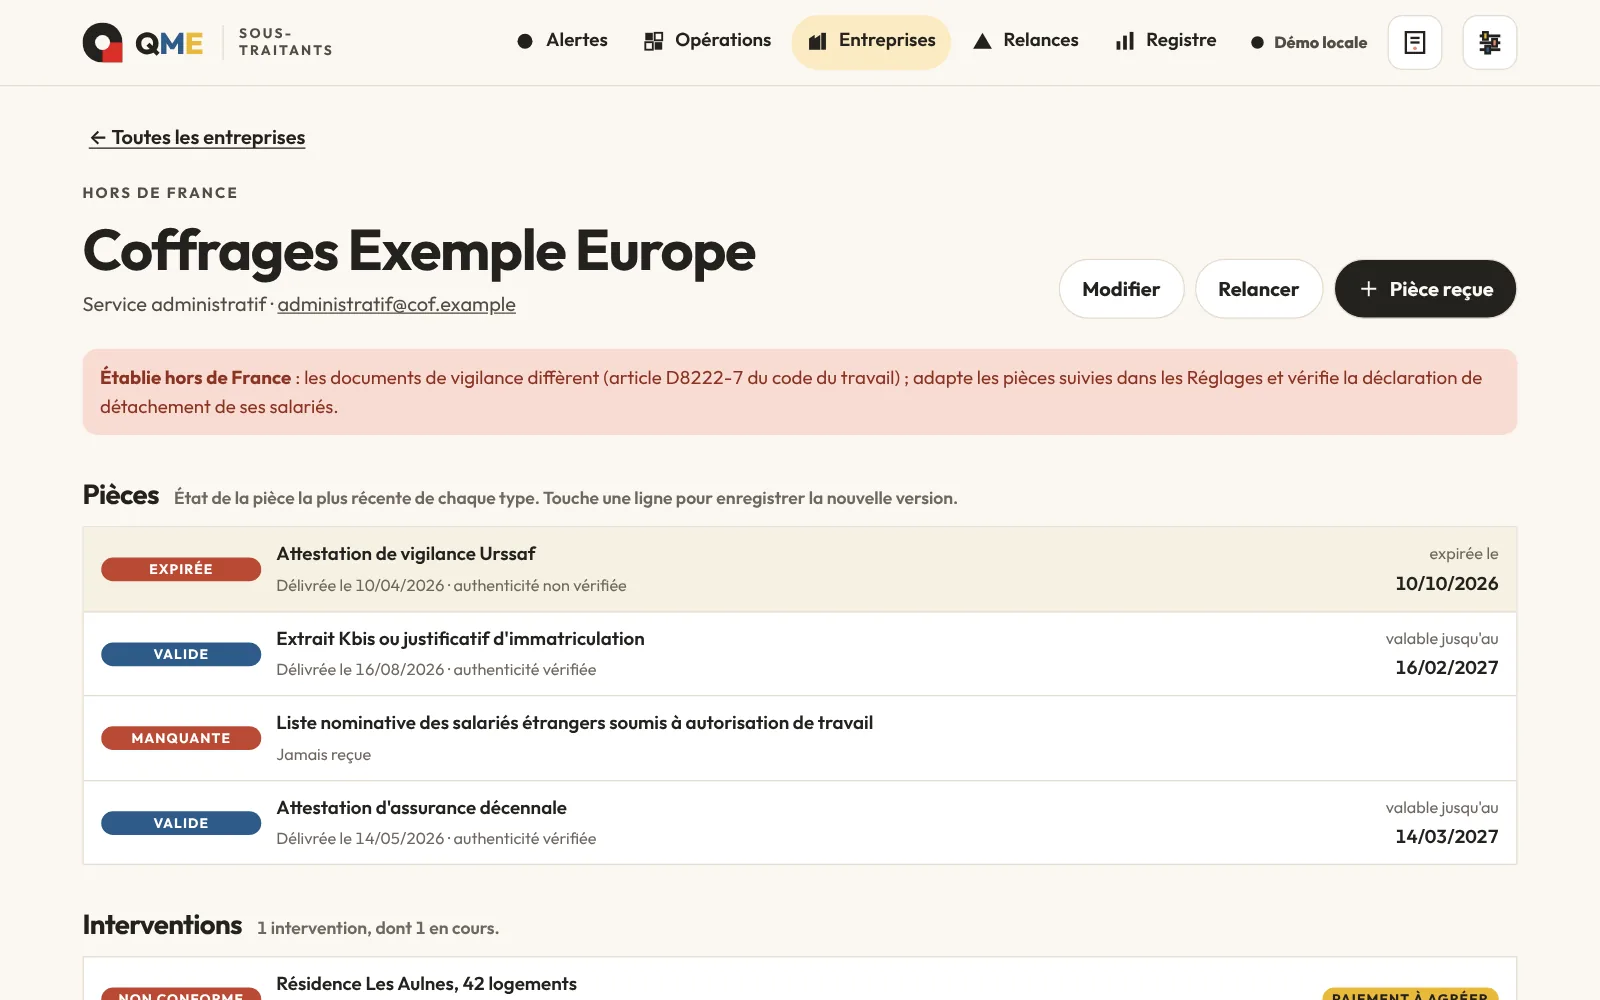 QME
SOUS-
TRAITANTS
Alertes
Opérations
Entreprises
Relances
Registre
Démo locale
← Toutes les entreprises
HORS DE FRANCE
Coffrages Exemple Europe
Service administratif · administratif@cof.example
Modifier
Relancer
+ Pièce reçue
Établie hors de France : les documents de vigilance diffèrent (article D8222-7 du code du travail) ; adapte les pièces suivies dans les Réglages et vérifie la déclaration de
détachement de ses salariés.
Pièces État de la pièce la plus récente de chaque type. Touche une ligne pour enregistrer la nouvelle version.
EXPIRÉE
Attestation de vigilance Urssaf
Délivrée le 10/04/2026 · authenticité non vérifiée
expirée le
10/10/2026
VALIDE
Extrait Kbis ou justificatif d'immatriculation
Délivrée le 16/08/2026 · authenticité vérifiée
valable jusqu'au
16/02/2027
MANQUANTE
Liste nominative des salariés étrangers soumis à autorisation de travail
Jamais reçue
VALIDE
Attestation d'assurance décennale
Délivrée le 14/05/2026 · authenticité vérifiée
valable jusqu'au
14/03/2027
Interventions 1 intervention, dont 1 en cours.
NON CONFORME
Résidence Les Aulnes, 42 logements
PAIEMENT À AGRÉER